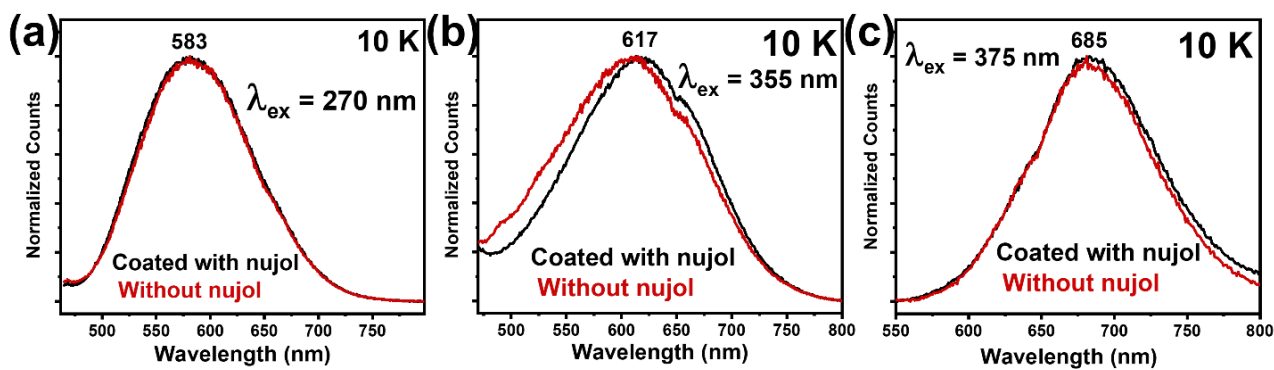 (a)
583
10 K
λex = 270 nm
Normalized Counts
Coated with nujol
Without nujol
500 550 600 650 700 750
Wavelength (nm)
(b)
617
10 K
λex = 355 nm
Normalized Counts
Coated with nujol
Without nujol
500 550 600 650 700 750 800
Wavelength (nm)
(c)
λex = 375 nm
685
10 K
Normalized Counts
Coated with nujol
Without nujol
550 600 650 700 750 800
Wavelength (nm)